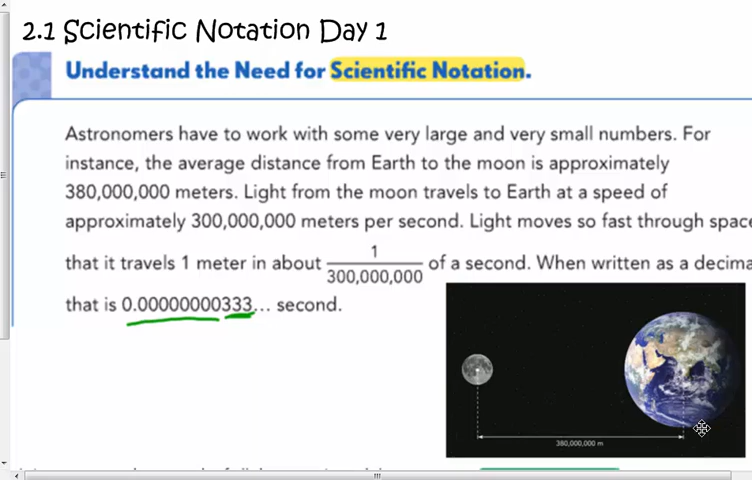 2.1 Scientific Notation Day 1
Understand the Need for Scientific Notation.
Astronomers have to work with some very large and very small numbers. For
instance, the average distance from Earth to the moon is approximately
380,000,000 meters. Light from the moon travels to Earth at a speed of
approximately 300,000,000 meters per second. Light moves so fast through space
that it travels 1 meter in about 1/300,000,000 of a second. When written as a decima
that is 0.00000000333... second.
380,000,000 m